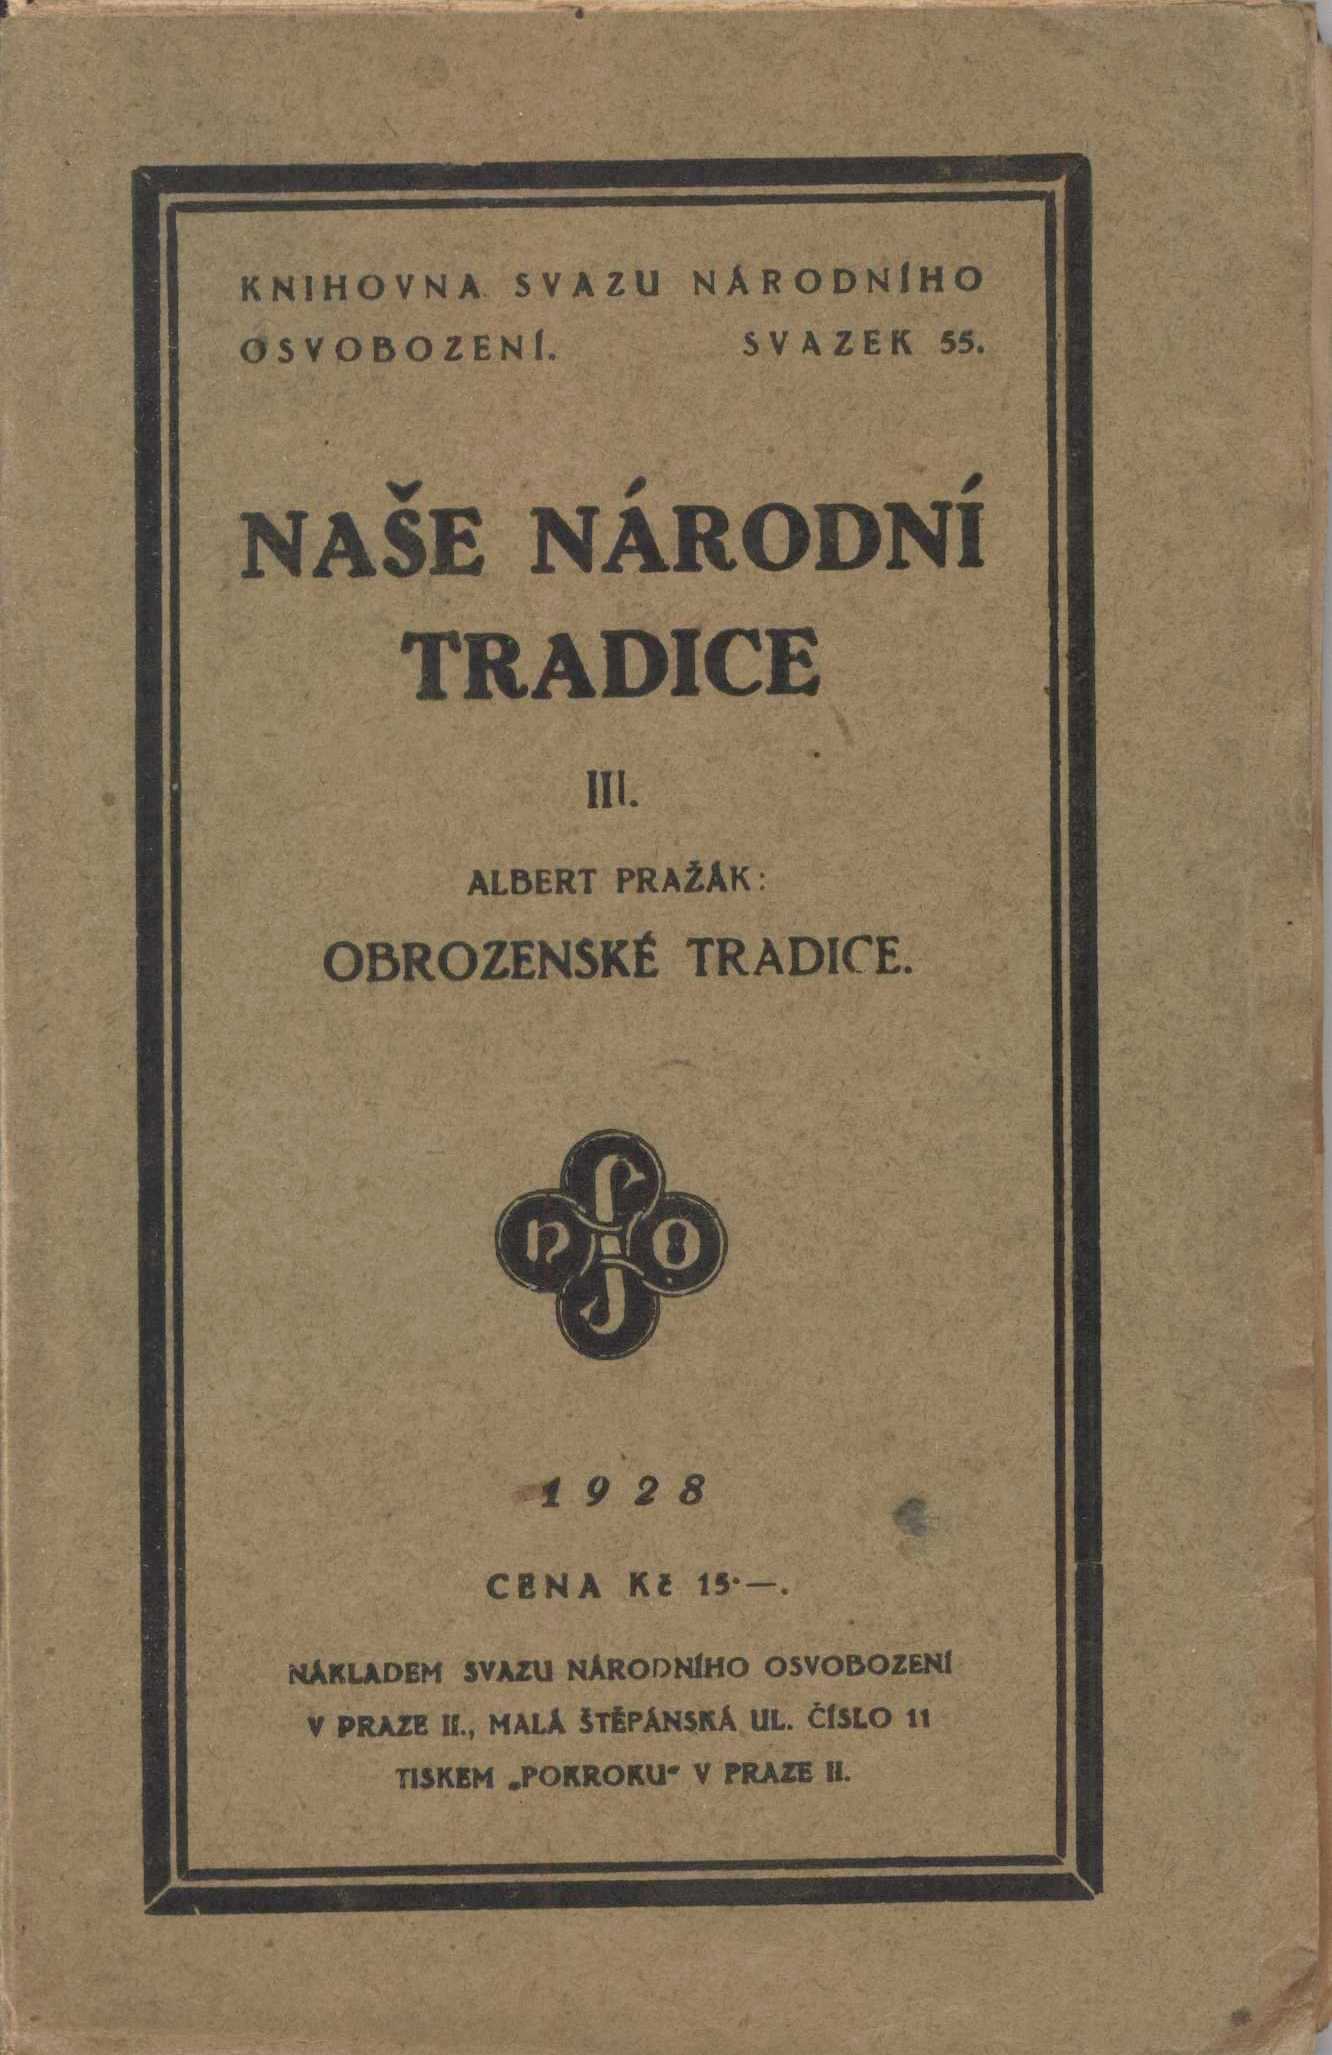 KNIHOVNA SVAZU NÁRODNÍHO
OSVOBOZENÍ. SVAZEK 55.
NAŠE NÁRODNÍ
TRADICE
III.
ALBERT PRAŽÁK:
OBROZENSKÉ TRADICE.
S
N O
J
1928
CENA Kč 15·—.
NÁKLADEM SVAZU NÁRODNÍHO OSVOBOZENÍ
V PRAZE II., MALÁ ŠTĚPÁNSKÁ UL. ČÍSLO 11
TISKEM „POKROKU“ V PRAZE II.